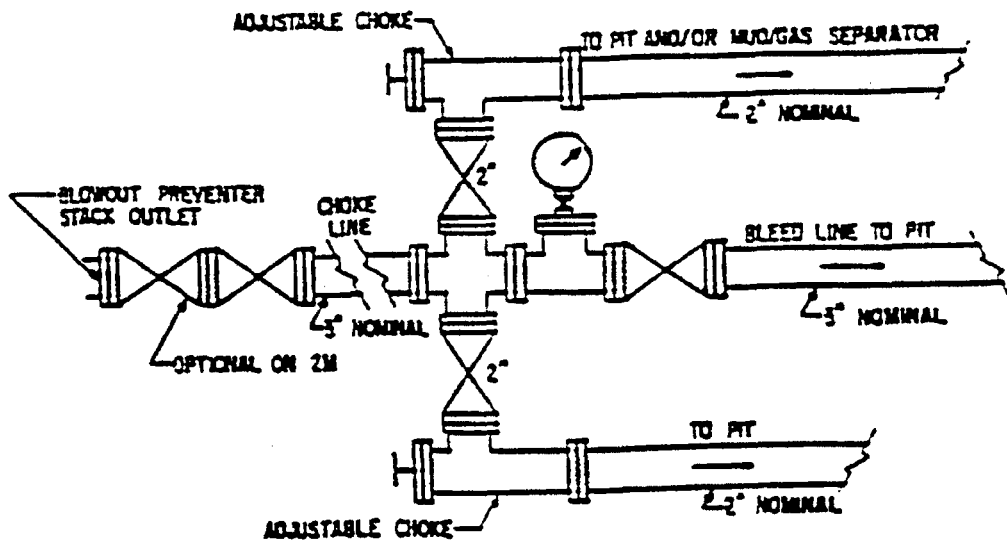 ADJUSTABLE CHOKE
TO PIT AND/OR MUD/GAS SEPARATOR
2" NOMINAL
2"
BLOWOUT PREVENTER
STACK OUTLET
CHOKE
LINE
BLEED LINE TO PIT
3" NOMINAL
3" NOMINAL
OPTIONAL ON 2M
2"
TO PIT
2" NOMINAL
ADJUSTABLE CHOKE